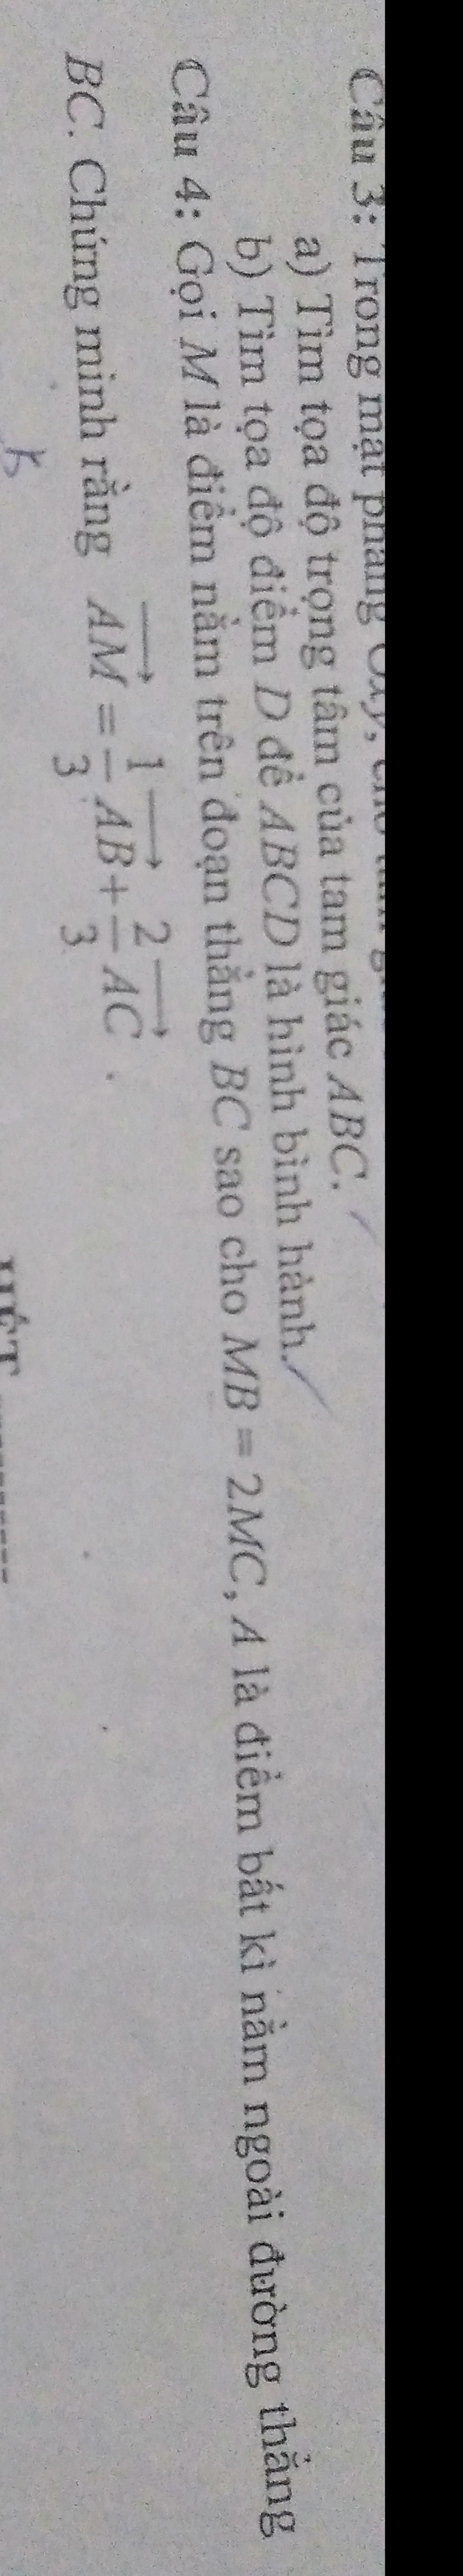 Câu 3: Trong mặt phẳng Oxy, cho
a) Tìm tọa độ trọng tâm của tam giác ABC.
b) Tìm tọa độ điểm D để ABCD là hình bình hành.
Câu 4: Gọi M là điểm nằm trên đoạn thẳng BC sao cho MB = 2MC, A là điểm bất kì nằm ngoài đường thẳng
BC. Chứng minh rằng $\overrightarrow{AM} = \frac{1}{3}\overrightarrow{AB} + \frac{2}{3}\overrightarrow{AC}$.